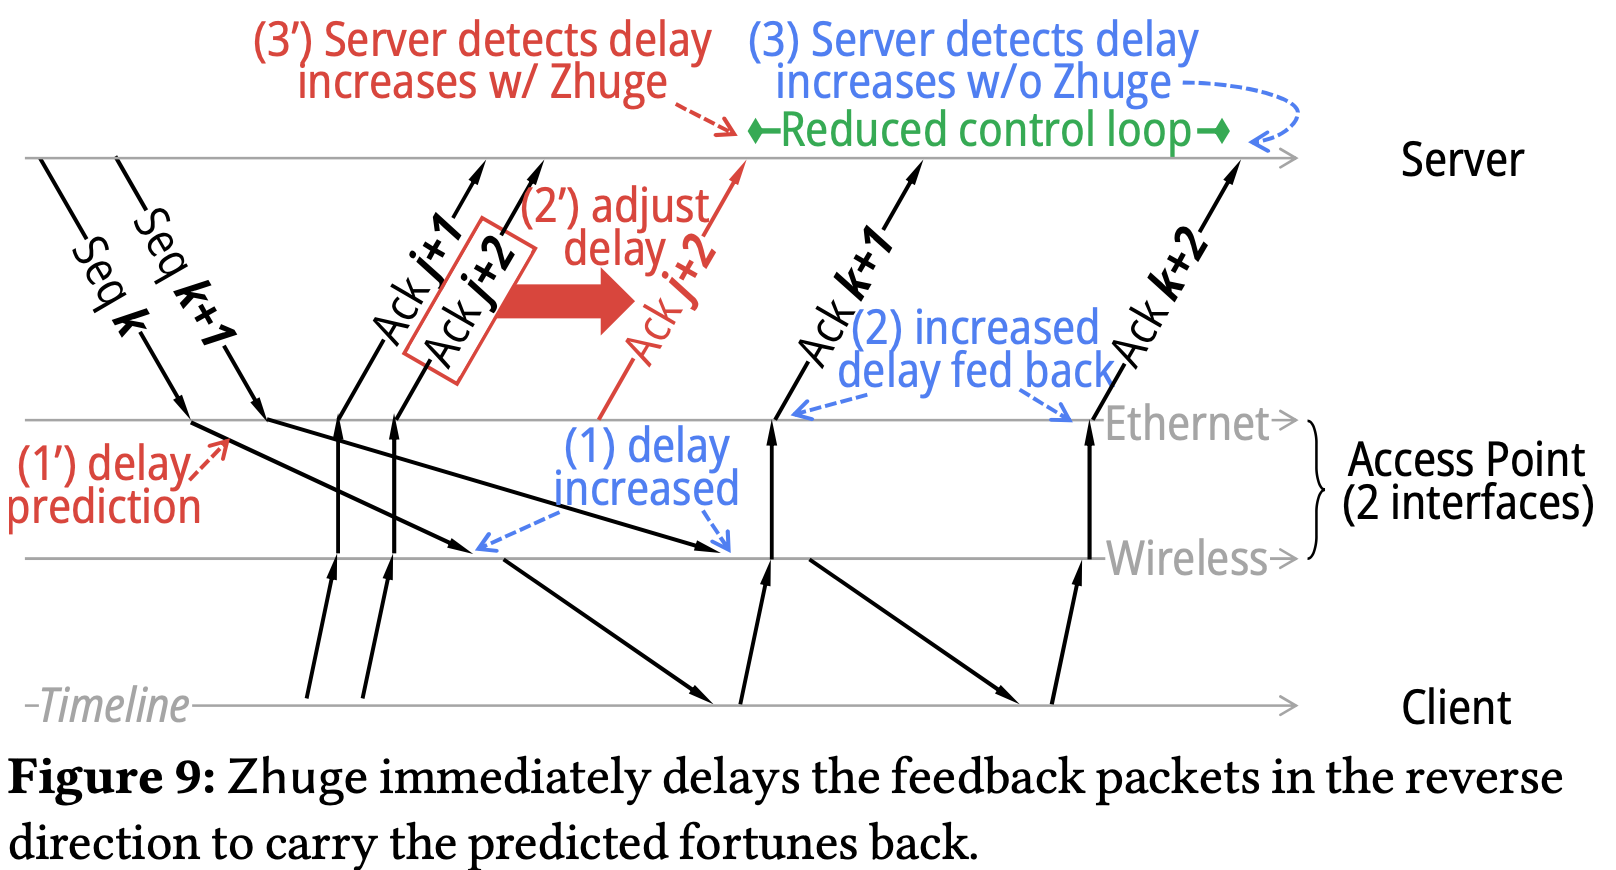 (3’) Server detects delay
increases w/ Zhuge
(3) Server detects delay
increases w/o Zhuge
Reduced control loop
Server
Seq k
Seq k+1
Ack j+1
Ack j+2
(2’) adjust
delay
Ack j+2
Ack k+1
(2) increased
delay fed back
Ack k+2
Ethernet
(1’) delay
prediction
(1) delay
increased
Access Point
(2 interfaces)
Wireless
Timeline
Client
Figure 9: Zhuge immediately delays the feedback packets in the reverse
direction to carry the predicted fortunes back.